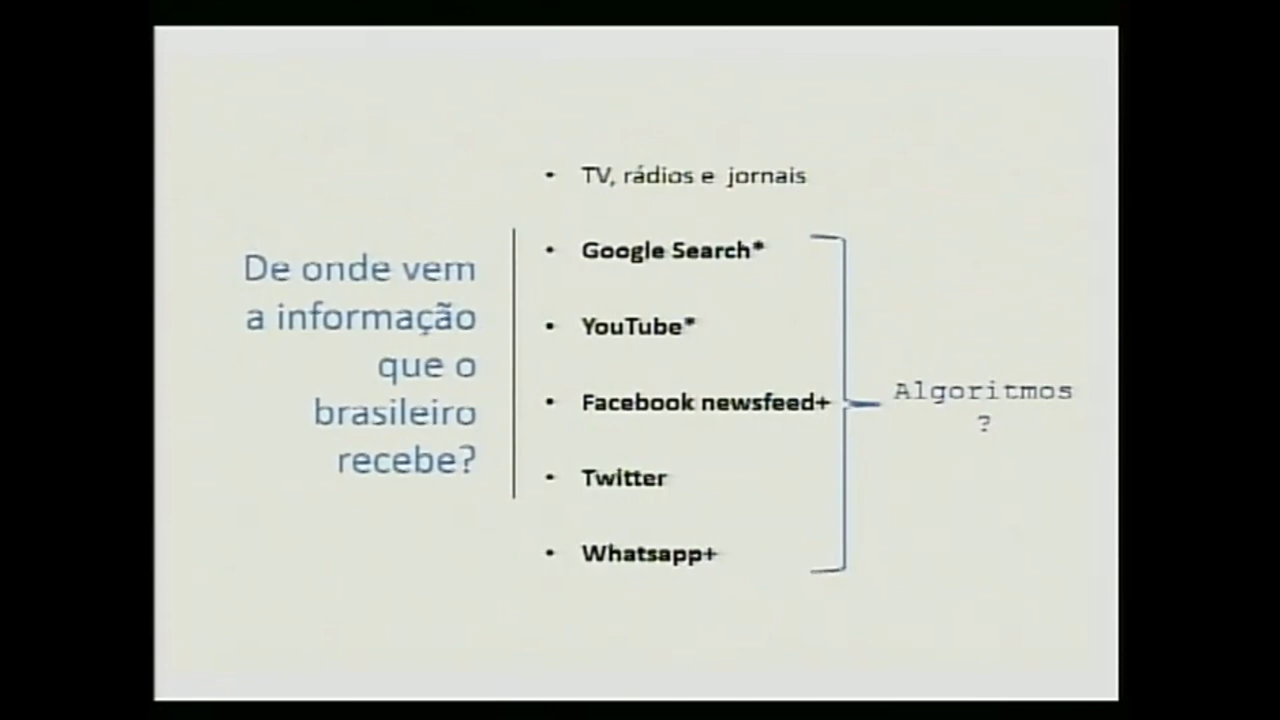 De onde vem
a informação
que o
brasileiro
recebe?
• TV, rádios e jornais
• Google Search*
• YouTube*
• Facebook newsfeed+
• Twitter
• Whatsapp+
Algoritmos
?